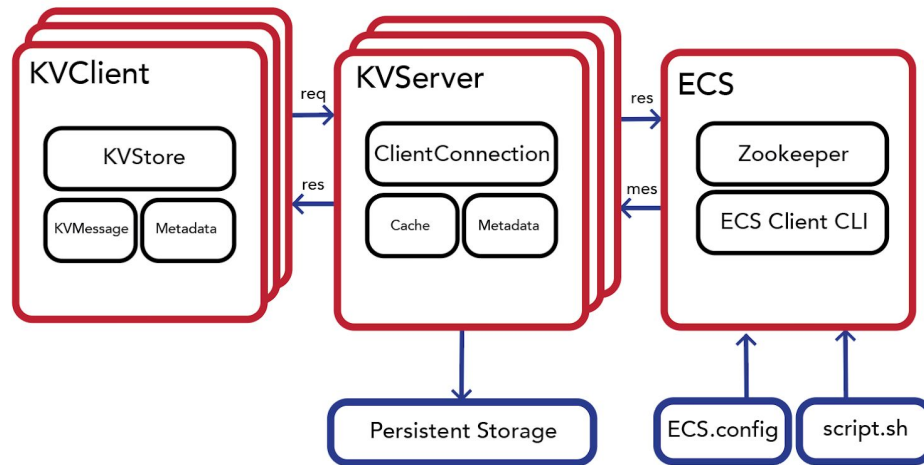 KVClient
KVStore
KVMessage
Metadata
req
res
KVServer
ClientConnection
Cache
Metadata
res
mes
ECS
Zookeeper
ECS Client CLI
Persistent Storage
ECS.config
script.sh